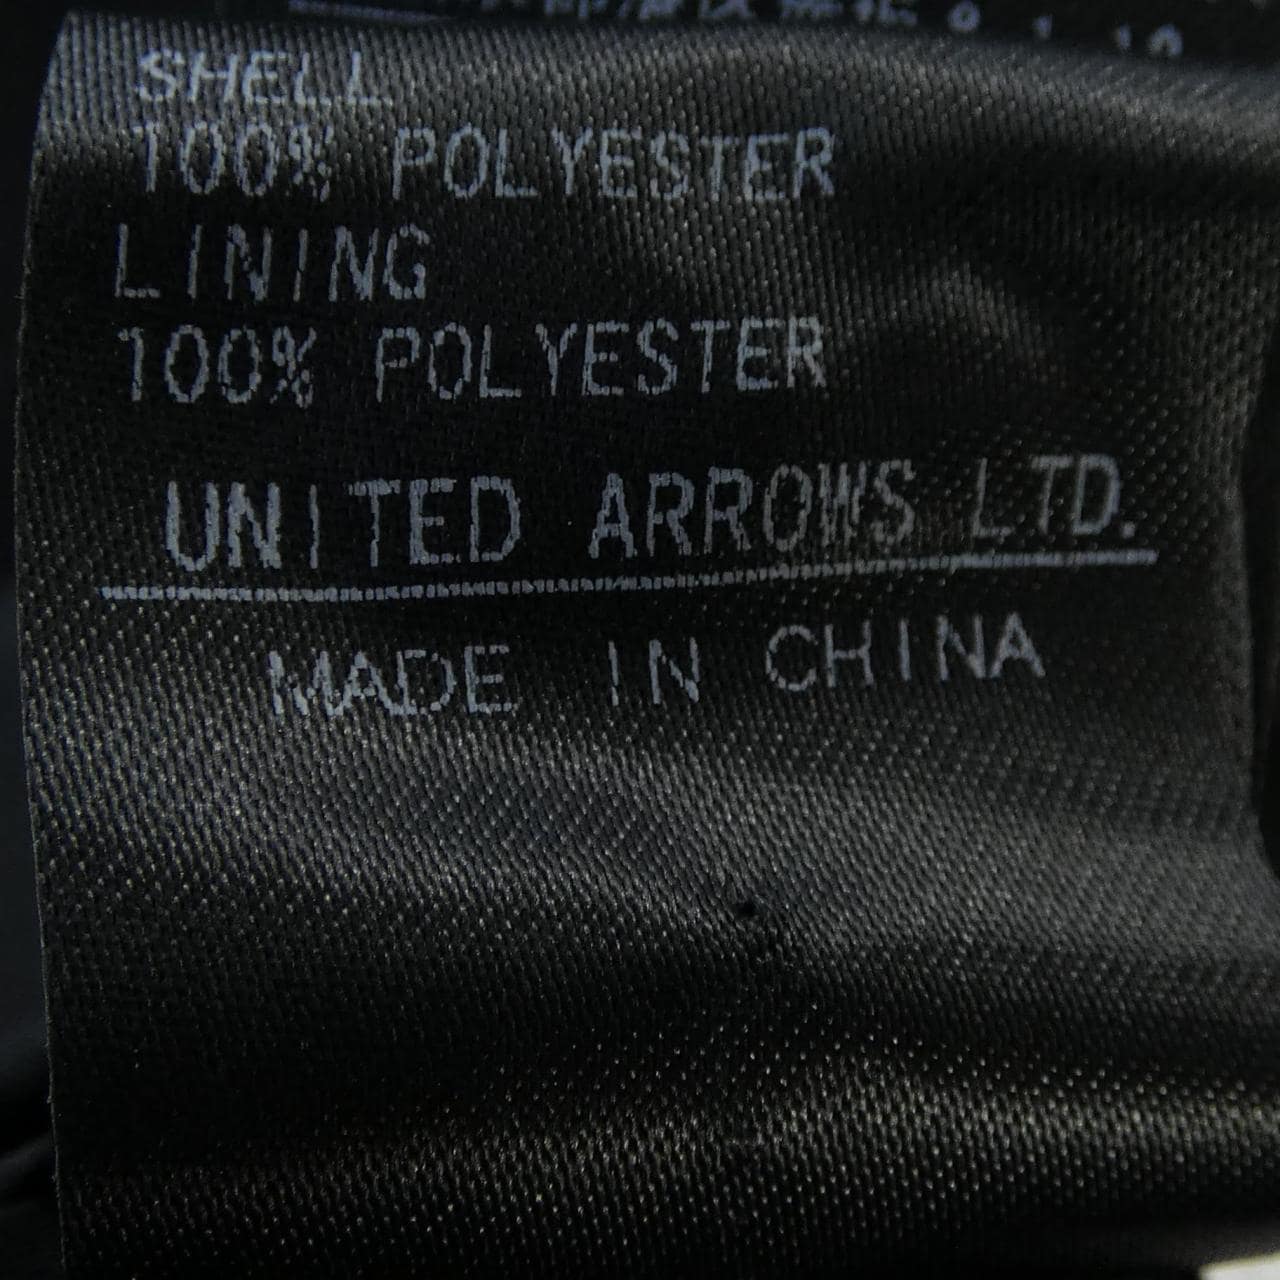 SHELL
100% POLYESTER
LINING
100% POLYESTER
UNITED ARROWS LTD.
MADE IN CHINA